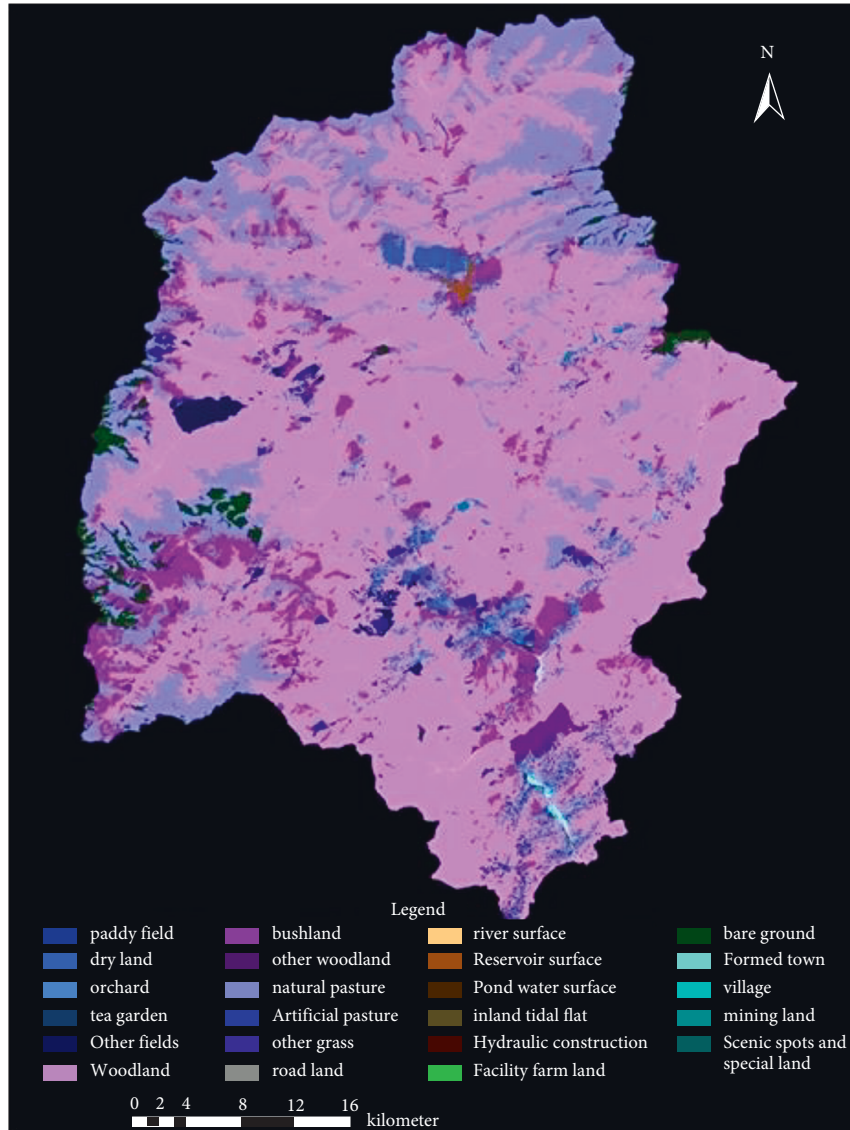 N
Legend
paddy field
dry land
orchard
tea garden
Other fields
Woodland
bushland
other woodland
natural pasture
Artificial pasture
other grass
road land
river surface
Reservoir surface
Pond water surface
inland tidal flat
Hydraulic construction
Facility farm land
bare ground
Formed town
village
mining land
Scenic spots and
special land
0 2 4 8 12 16
kilometer